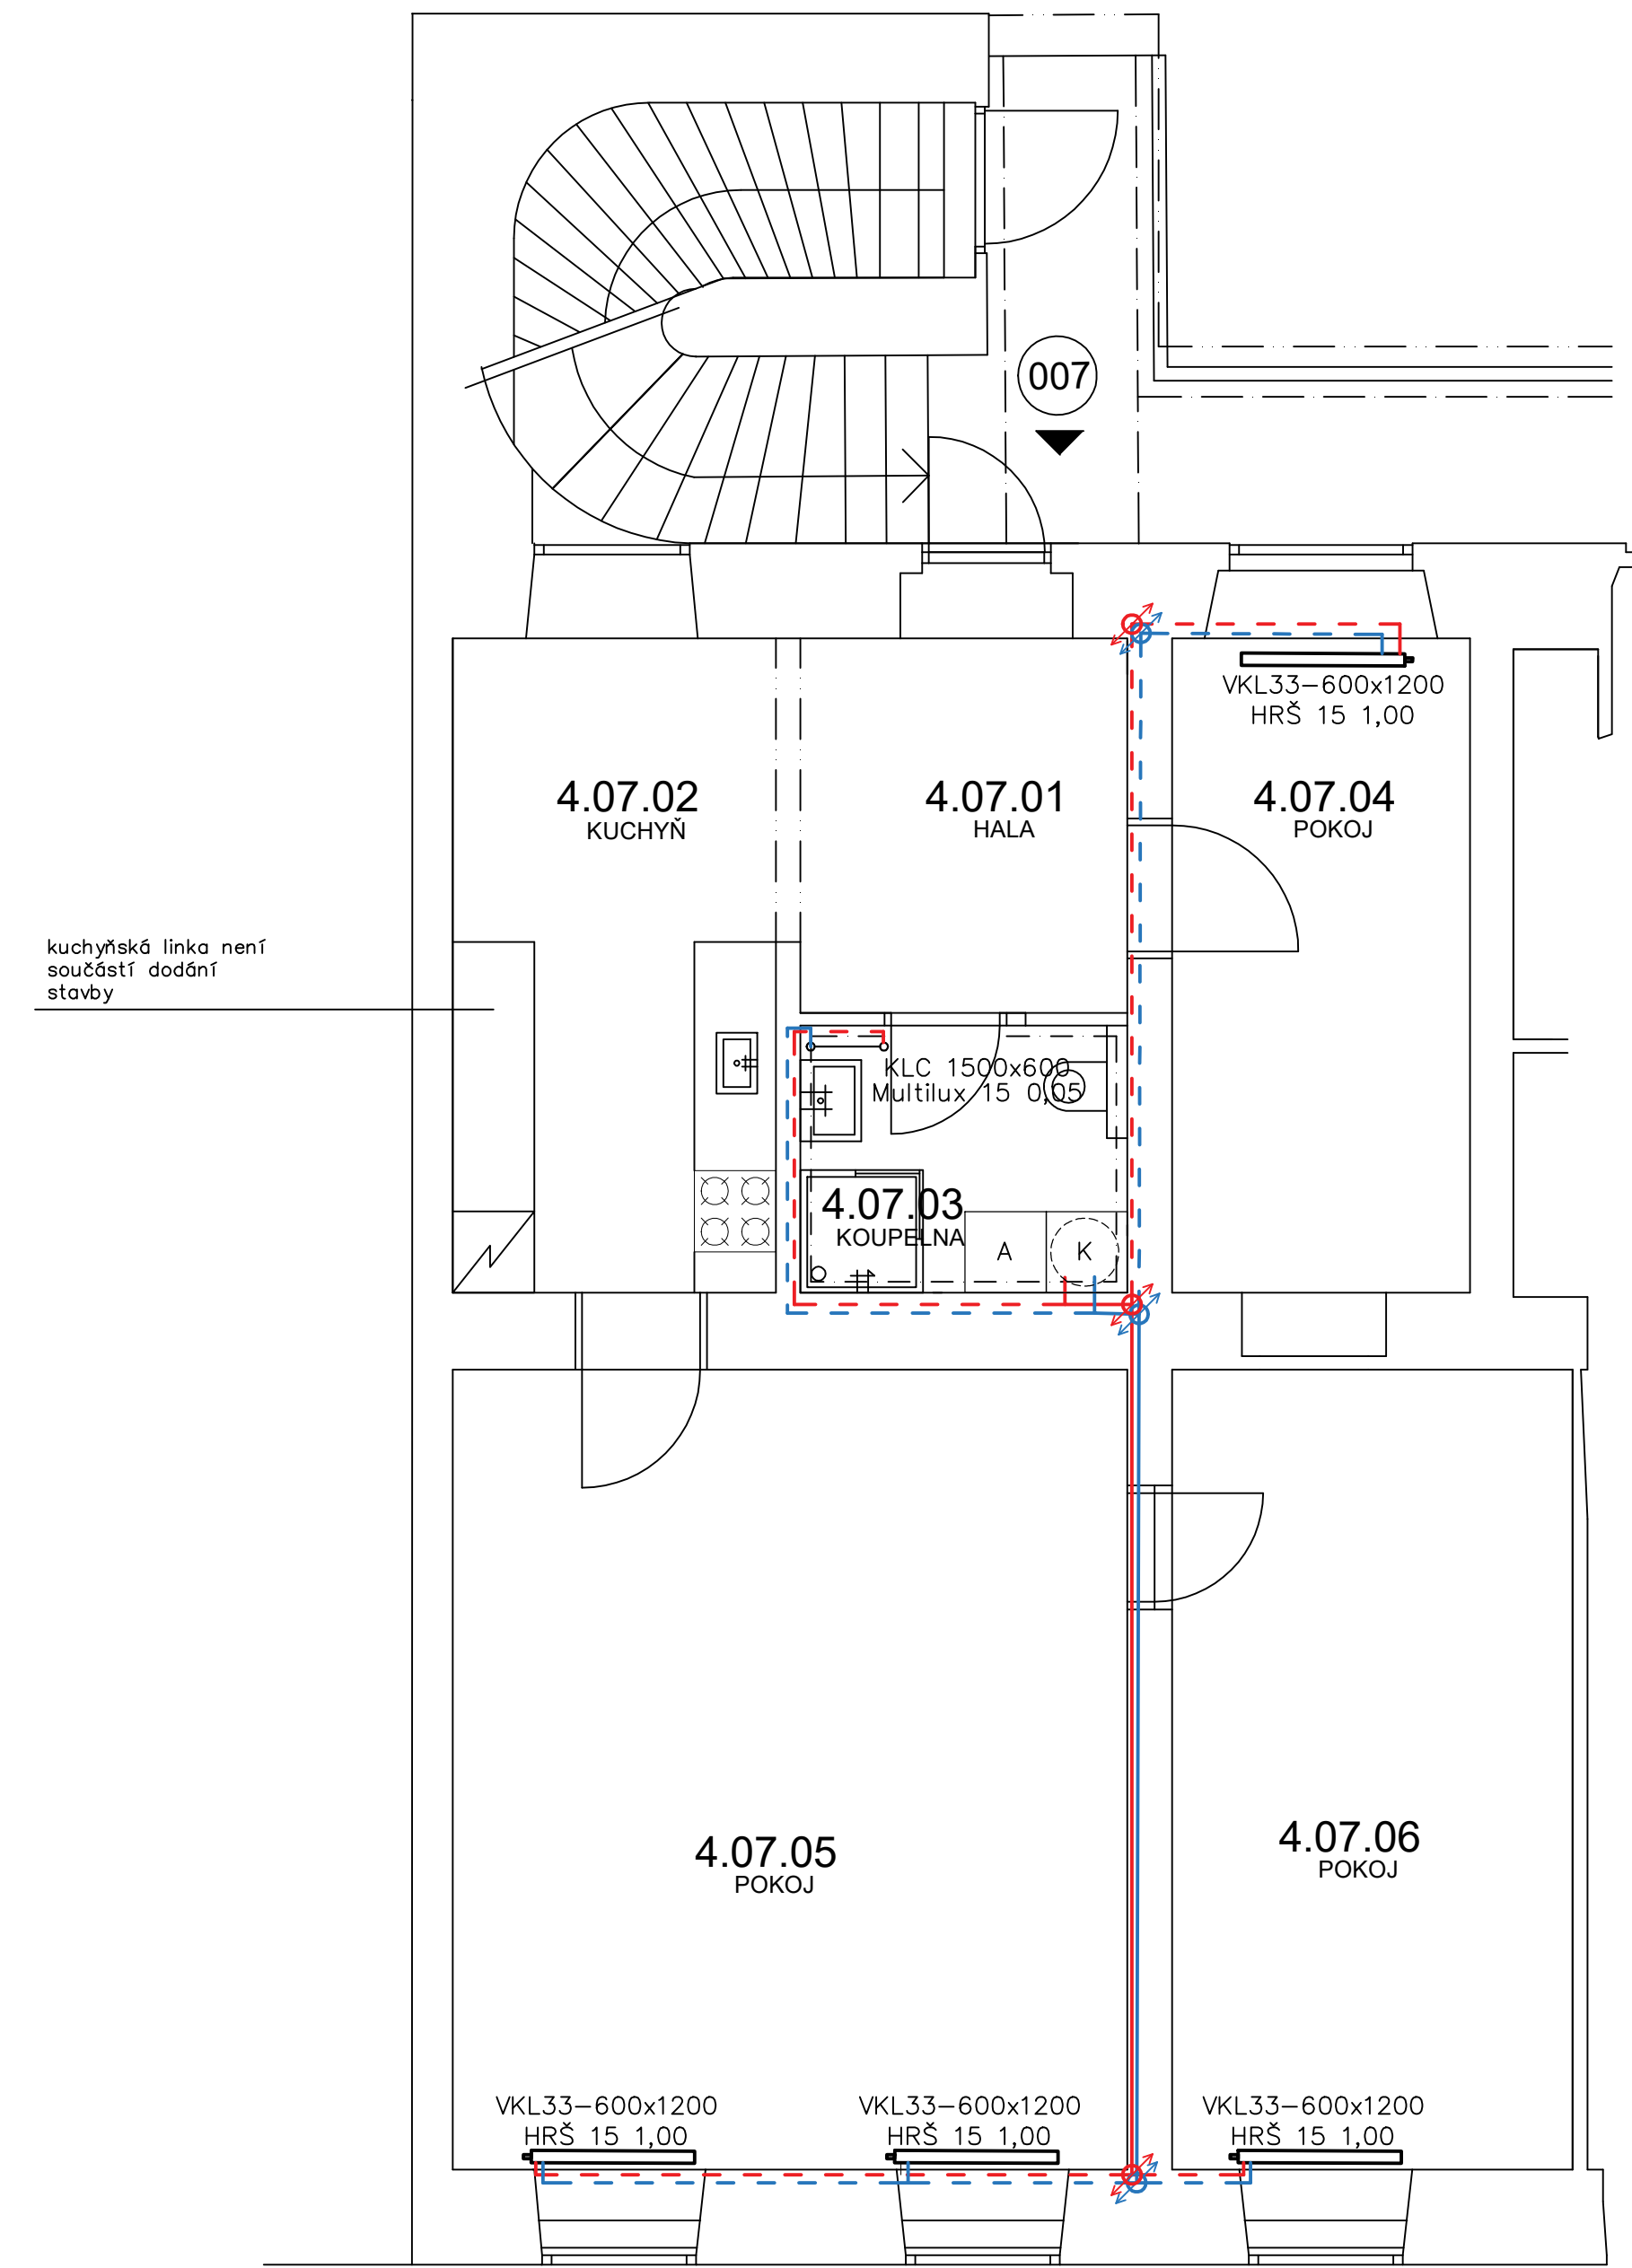 007
VKL33-600x1200
HRŠ 15 1,00
4.07.02
KUCHYŇ
4.07.01
HALA
4.07.04
POKOJ
kuchyňská linka není
součástí dodání
stavby
KLC 1500x600
Multilux 15 0,05
4.07.03
KOUPELNA
A
K
4.07.05
POKOJ
4.07.06
POKOJ
VKL33-600x1200
HRŠ 15 1,00
VKL33-600x1200
HRŠ 15 1,00
VKL33-600x1200
HRŠ 15 1,00